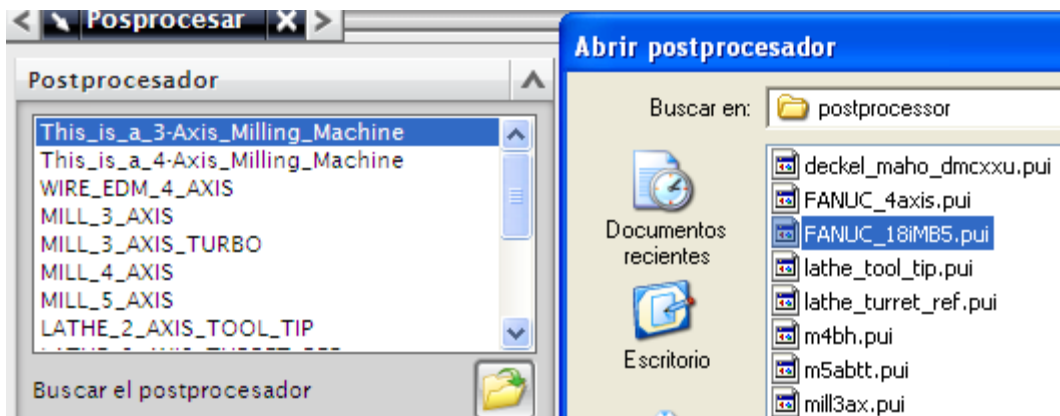 Posprocesar
Postprocesador
This_is_a_3-Axis_Milling_Machine
This_is_a_4-Axis_Milling_Machine
WIRE_EDM_4_AXIS
MILL_3_AXIS
MILL_3_AXIS_TURBO
MILL_4_AXIS
MILL_5_AXIS
LATHE_2_AXIS_TOOL_TIP
Buscar el postprocesador
Abrir postprocesador
Buscar en:
postprocessor
Documentos
recientes
Escritorio
deckel_maho_dmcxxu.pui
FANUC_4axis.pui
FANUC_18iMB5.pui
lathe_tool_tip.pui
lathe_turret_ref.pui
m4bh.pui
m5abtt.pui
mill3ax.pui